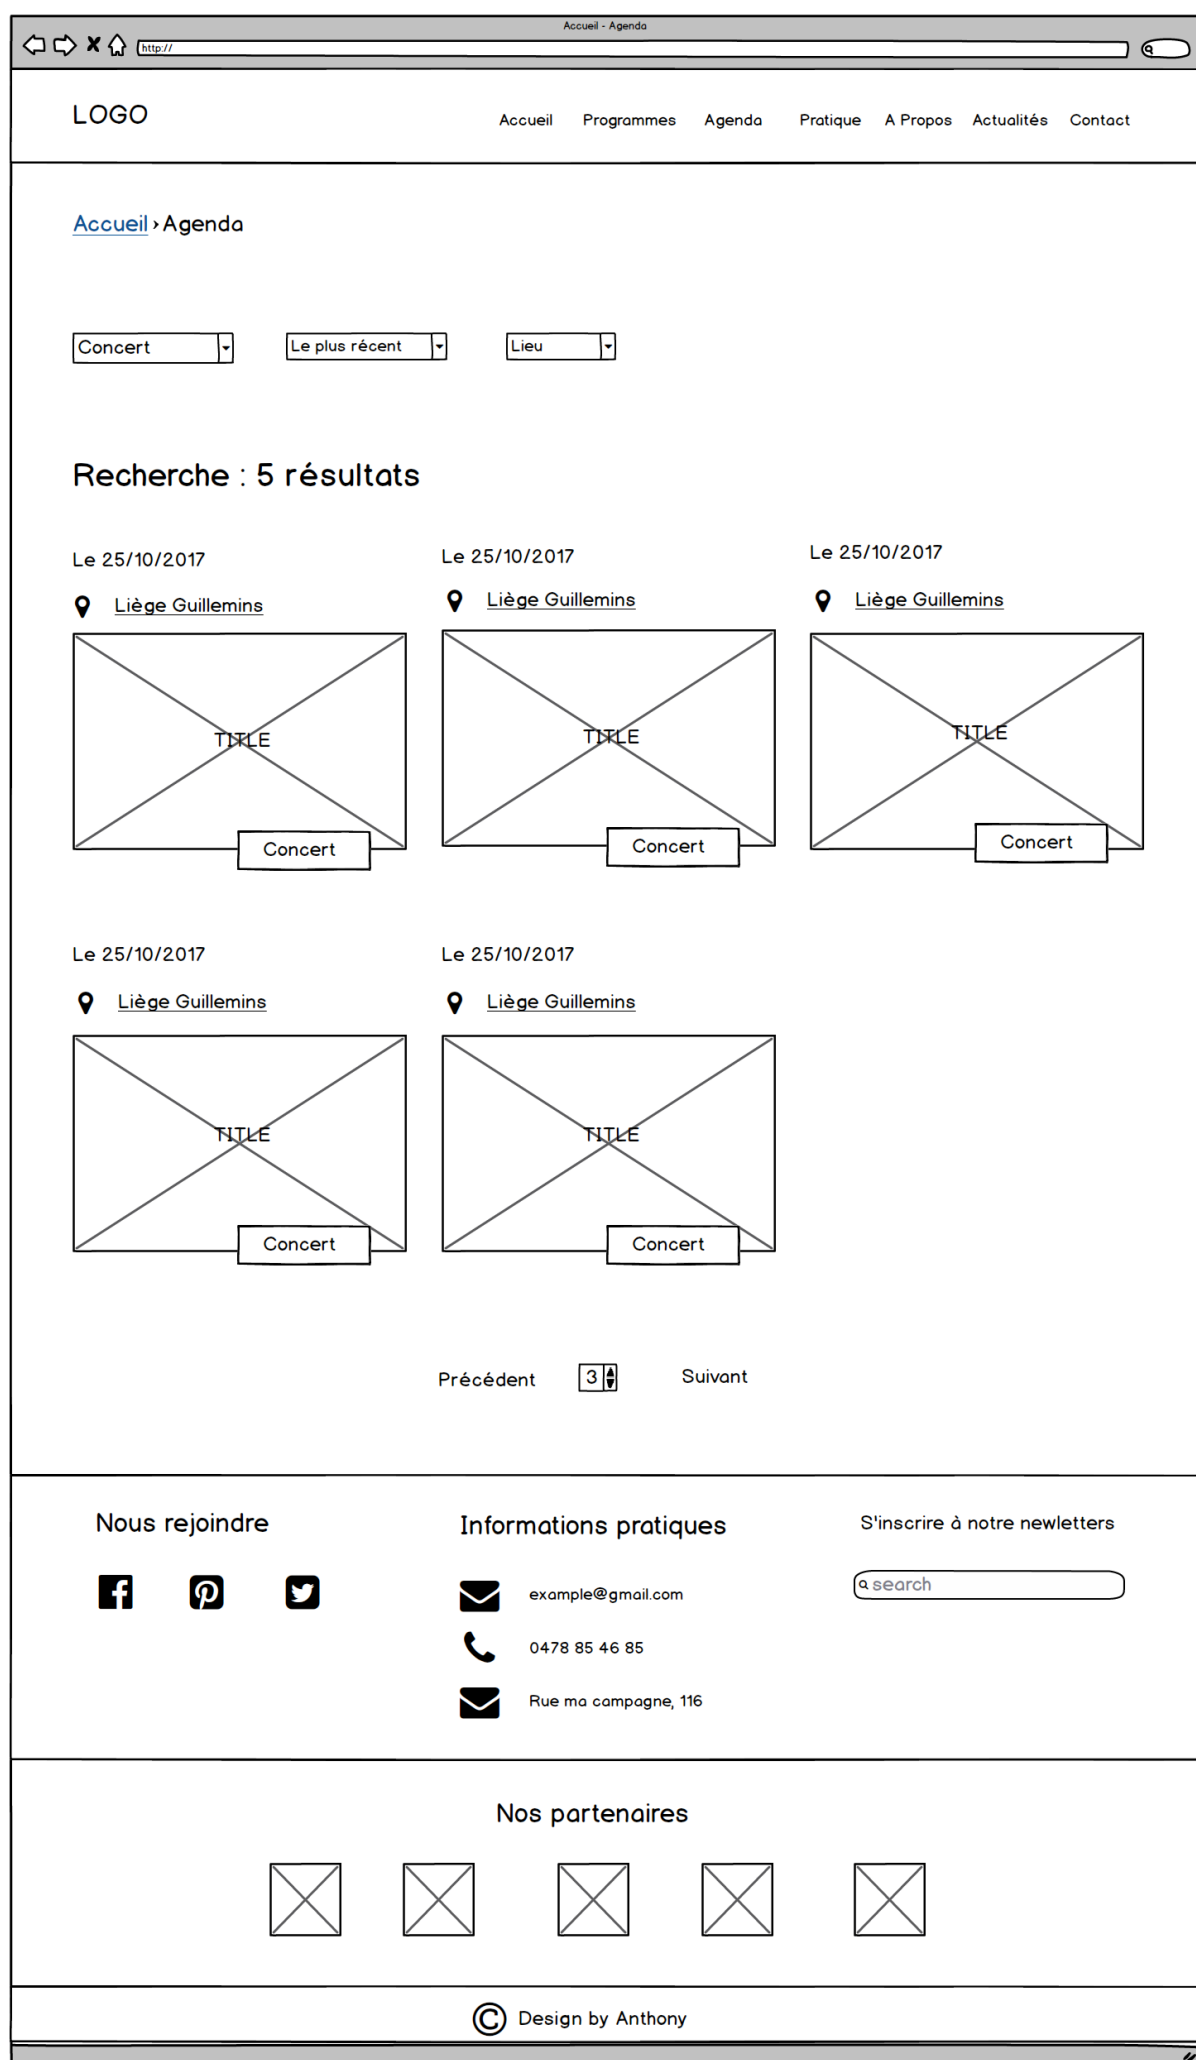 Accueil - Agenda
http://
LOGO
Accueil Programmes Agenda Pratique A Propos Actualités Contact
Accueil › Agenda
Concert Le plus récent Lieu
Recherche : 5 résultats
Le 25/10/2017 Le 25/10/2017 Le 25/10/2017
Liège Guillemins Liège Guillemins Liège Guillemins
TITLE TITLE TITLE
Concert Concert Concert
Le 25/10/2017 Le 25/10/2017
Liège Guillemins Liège Guillemins
TITLE TITLE
Concert Concert
Précédent 3 Suivant
Nous rejoindre Informations pratiques S'inscrire à notre newletters
example@gmail.com search
0478 85 46 85
Rue ma campagne, 116
Nos partenaires
© Design by Anthony